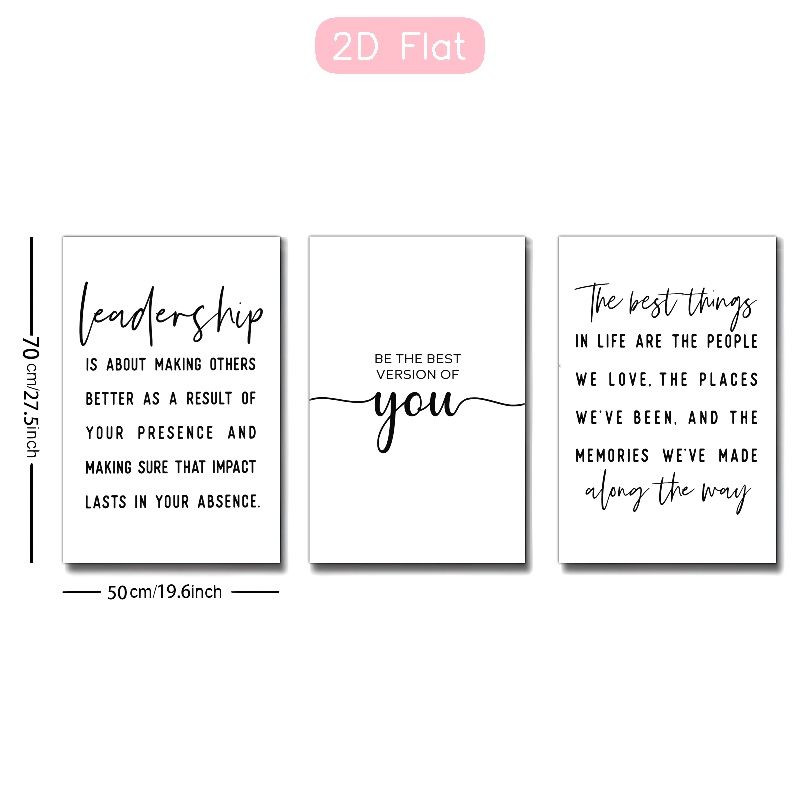 2D Flat
leadership
IS ABOUT MAKING OTHERS
BETTER AS A RESULT OF
YOUR PRESENCE AND
MAKING SURE THAT IMPACT
LASTS IN YOUR ABSENCE.
BE THE BEST
VERSION OF
you
The best things
IN LIFE ARE THE PEOPLE
WE LOVE, THE PLACES
WE'VE BEEN, AND THE
MEMORIES WE'VE MADE
along the way
70cm/27.5inch
50cm/19.6inch